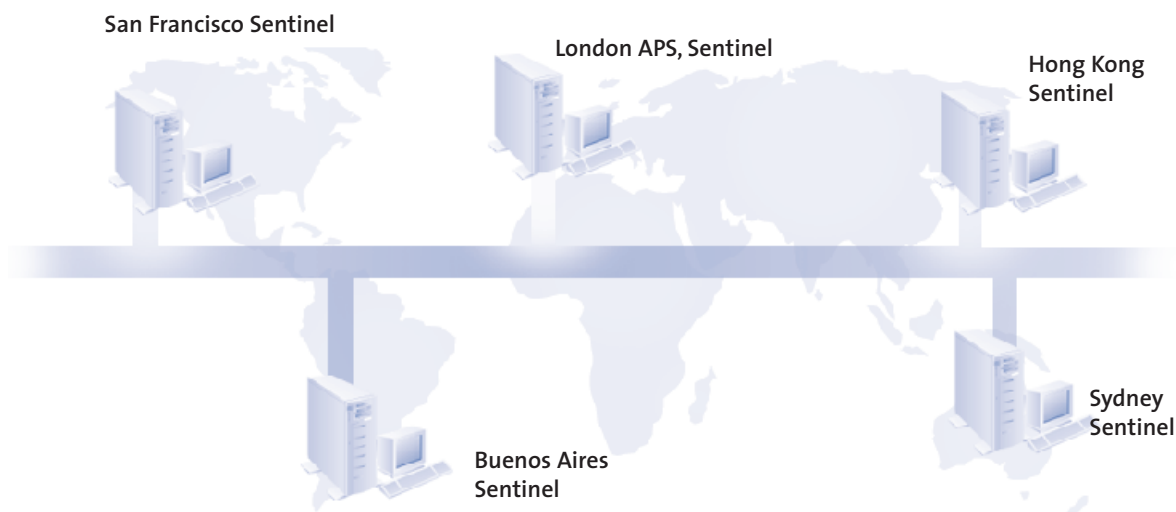 San Francisco Sentinel
London APS, Sentinel
Hong Kong
Sentinel
Sydney
Sentinel
Buenos Aires
Sentinel